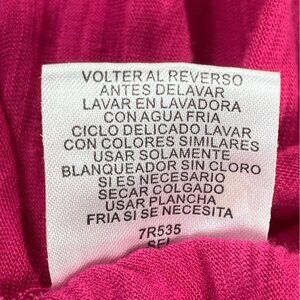 VOLTER AL REVERSO
ANTES DELAVAR
LAVAR EN LAVADORA
CON AGUA FRIA
CICLO DELICADO LAVAR
CON COLORES SIMILARES
USAR SOLAMENTE
BLANQUEADOR SIN CLORO
SI ES NECESARIO
SECAR COLGADO
USAR PLANCHA
FRIA SI SE NECESITA
7R535